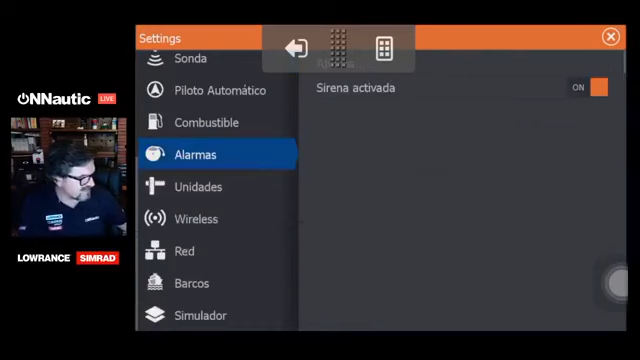 Settings
Sonda
Piloto Automático
Sirena activada
ON
Combustible
ONNautic LIVE
Alarmas
Unidades
Wireless
LOWRANCE
SIMRAD
Red
Barcos
Simulador